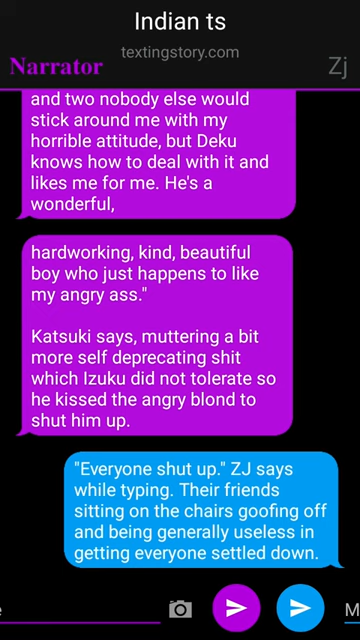 Indian ts
textingstory.com
Narrator
Zj
and two nobody else would
stick around me with my
horrible attitude, but Deku
knows how to deal with it and
likes me for me. He's a
wonderful,
hardworking, kind, beautiful
boy who just happens to like
my angry ass."
Katsuki says, muttering a bit
more self deprecating shit
which Izuku did not tolerate so
he kissed the angry blond to
shut him up.
"Everyone shut up." ZJ says
while typing. Their friends
sitting on the chairs goofing off
and being generally useless in
getting everyone settled down.
e
M